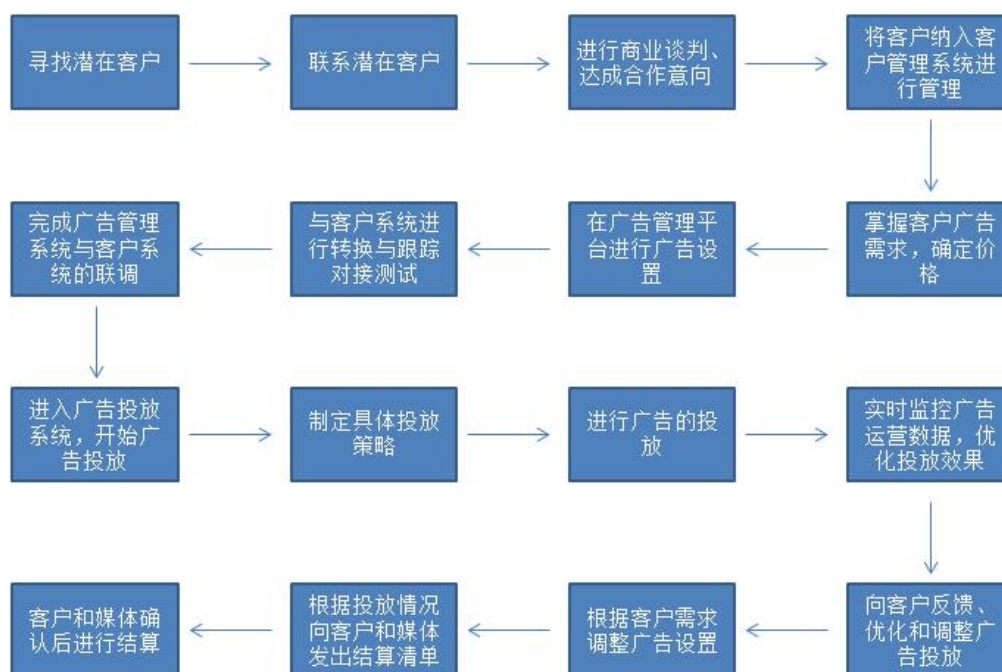 寻找潜在客户
联系潜在客户
进行商业谈判、
达成合作意向
将客户纳入客
户管理系统进
行管理
掌握客户广告
需求，确定价
格
在广告管理平
台进行广告设
置
与客户系统进
行转换与跟踪
对接测试
完成广告管理
系统与客户系
统的联调
进入广告投放
系统，开始广
告投放
制定具体投放
策略
进行广告的投
放
实时监控广告
运营数据，优
化投放效果
向客户反馈、
优化和调整广
告投放
根据客户需求
调整广告设置
根据投放情况
向客户和媒体
发出结算清单
客户和媒体确
认后进行结算